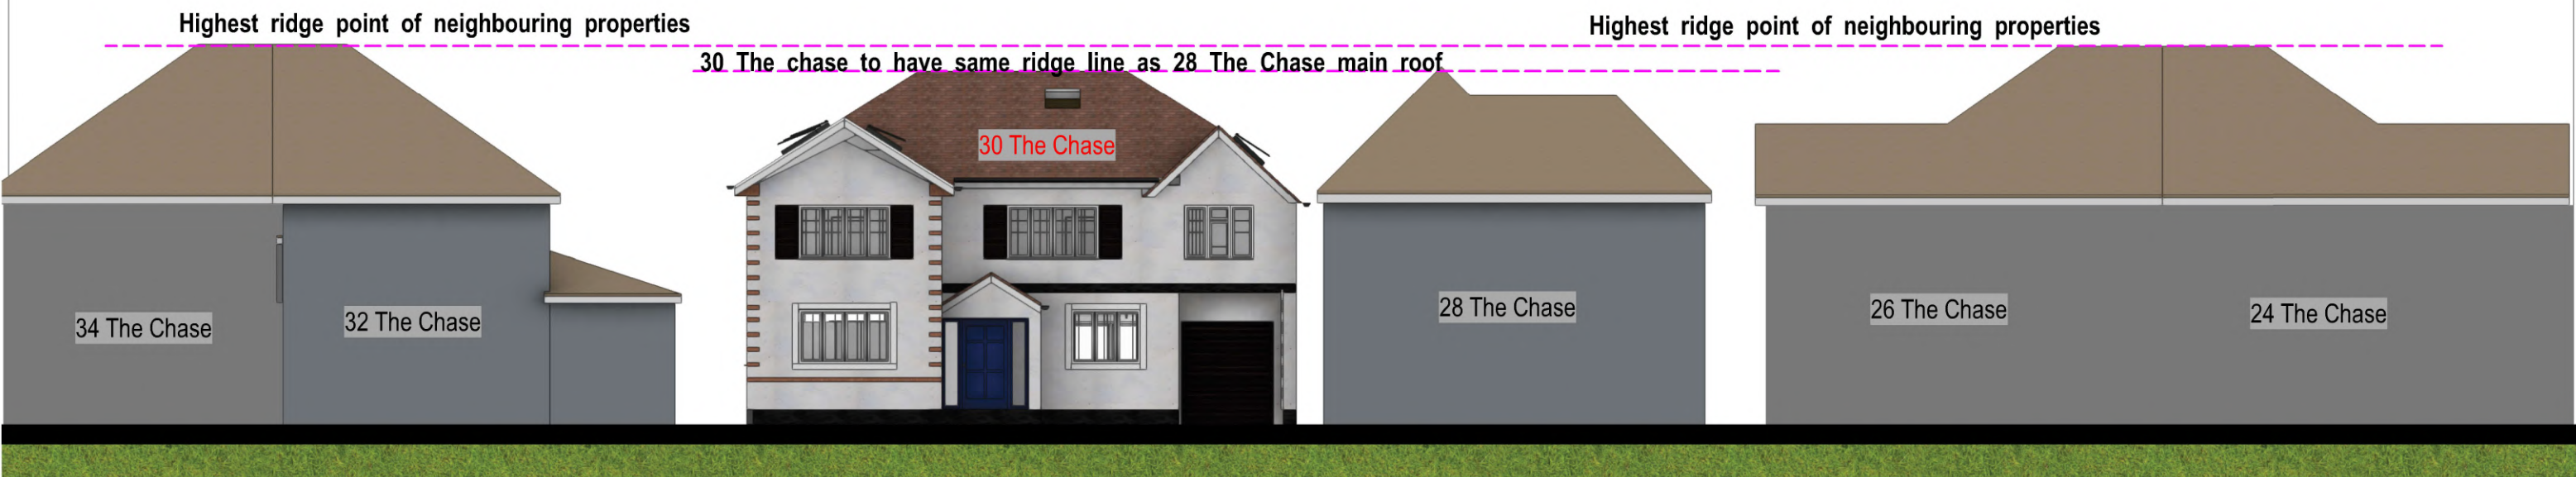 Highest ridge point of neighbouring properties
Highest ridge point of neighbouring properties
30 The chase to have same ridge line as 28 The Chase main roof
30 The Chase
34 The Chase
32 The Chase
28 The Chase
26 The Chase
24 The Chase